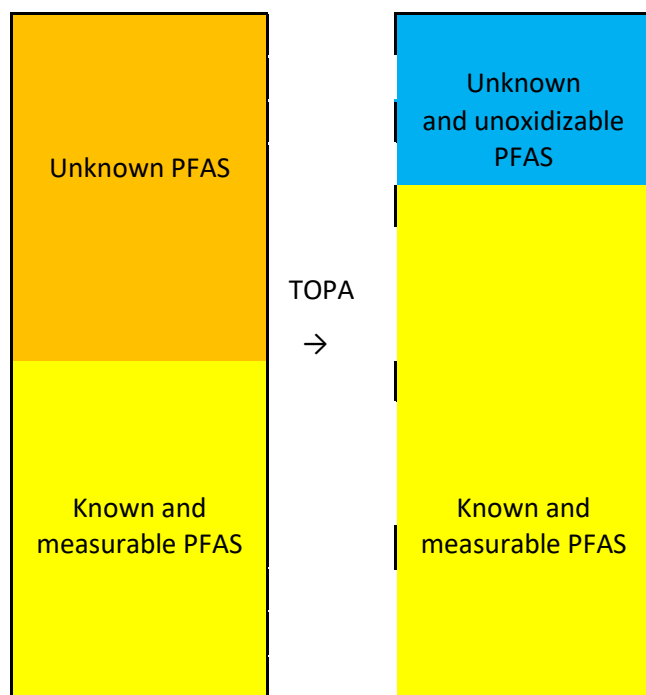 Unknown PFAS
Known and
measurable PFAS
TOPA
→
Unknown
and unoxidizable
PFAS
Known and
measurable PFAS